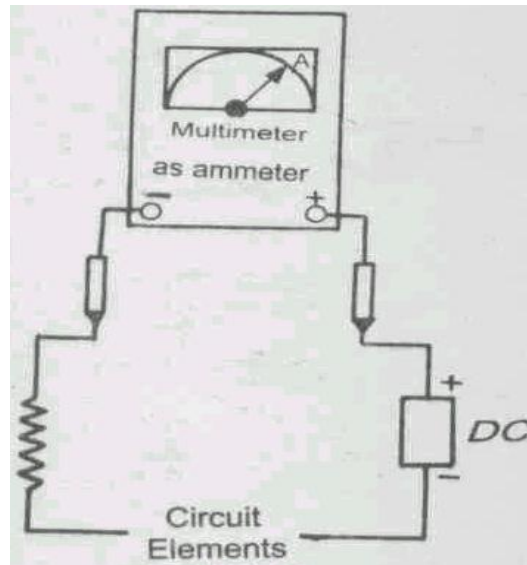 A
Multimeter
as ammeter
− +
+
DC
−
Circuit
Elements